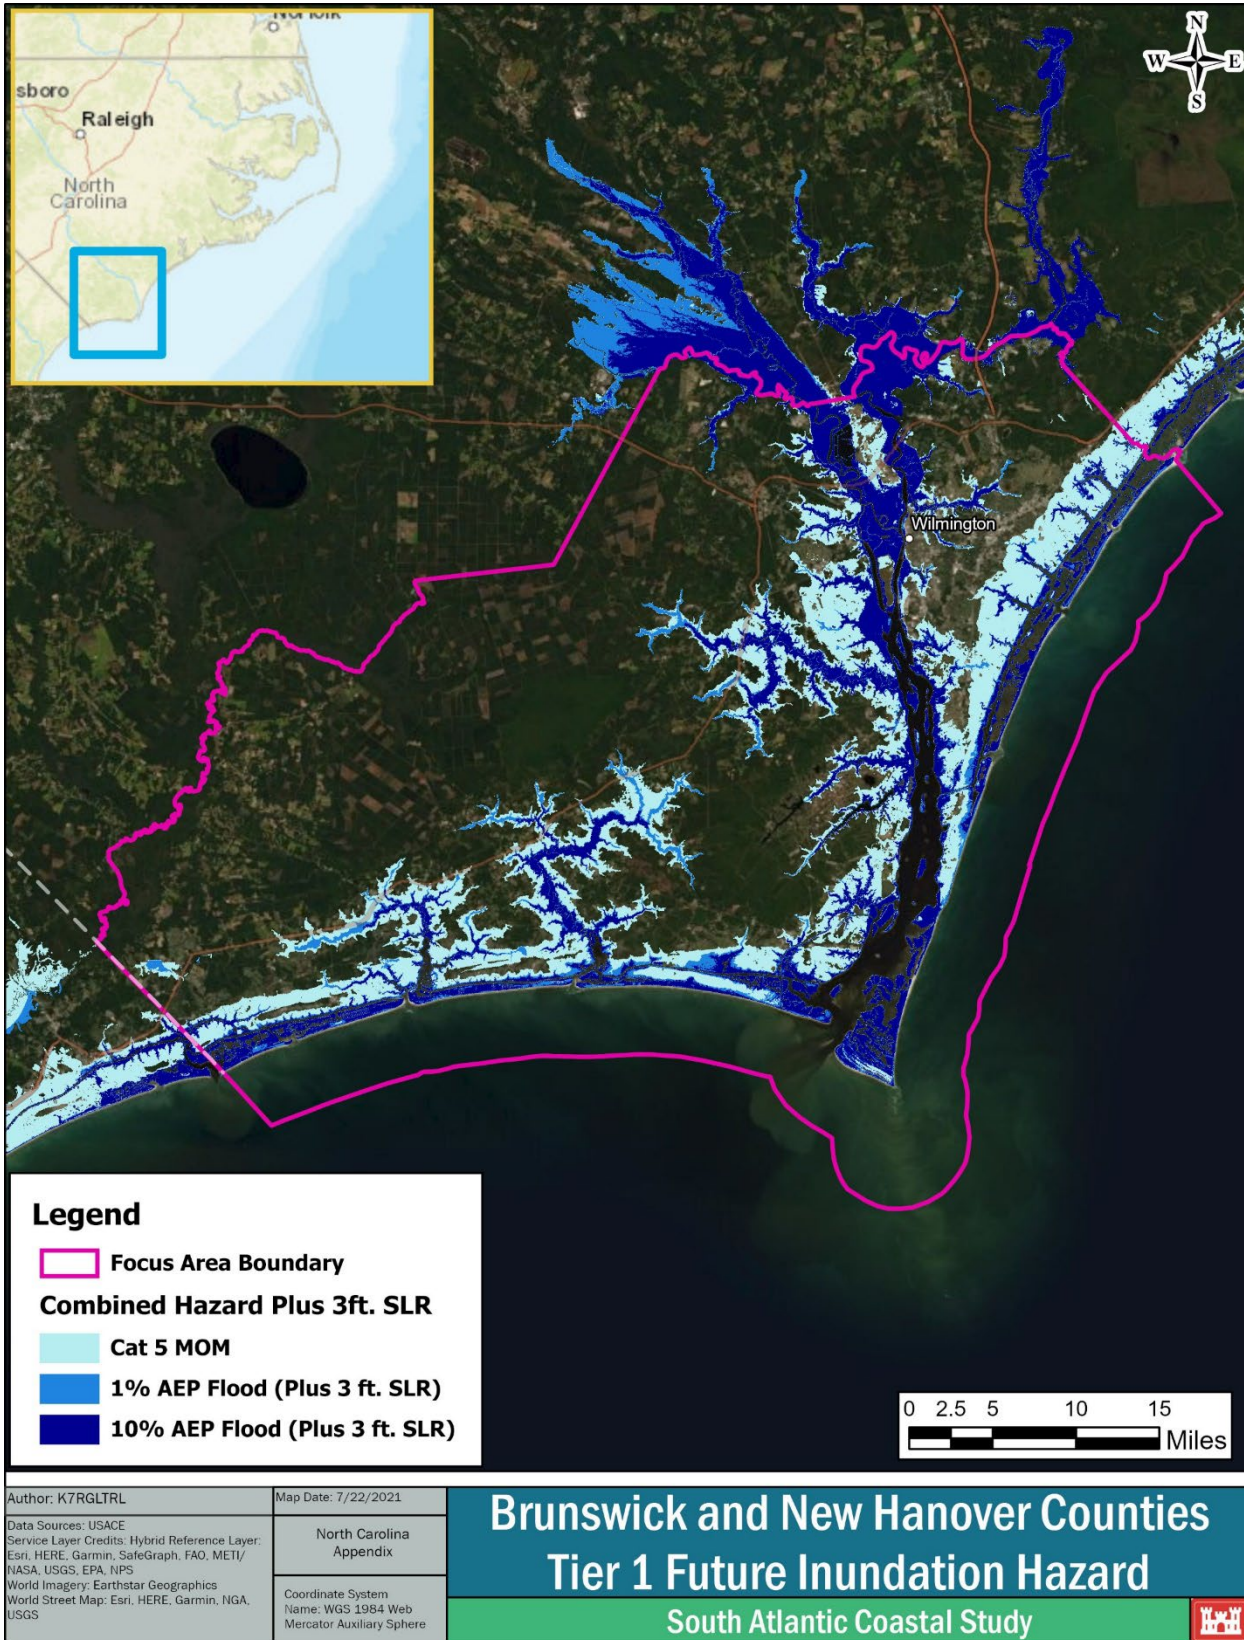 Norfolk
sboro
Raleigh
North
Carolina
N
W E
S
Wilmington
Legend
Focus Area Boundary
Combined Hazard Plus 3ft. SLR
Cat 5 MOM
1% AEP Flood (Plus 3 ft. SLR)
10% AEP Flood (Plus 3 ft. SLR)
0 2.5 5 10 15
Miles
Author: K7RGLTRL
Data Sources: USACE
Service Layer Credits: Hybrid Reference Layer:
Esri, HERE, Garmin, SafeGraph, FAO, METI/
NASA, USGS, EPA, NPS
World Imagery: Earthstar Geographics
World Street Map: Esri, HERE, Garmin, NGA,
USGS
Map Date: 7/22/2021
North Carolina
Appendix
Coordinate System
Name: WGS 1984 Web
Mercator Auxiliary Sphere
Brunswick and New Hanover Counties
Tier 1 Future Inundation Hazard
South Atlantic Coastal Study